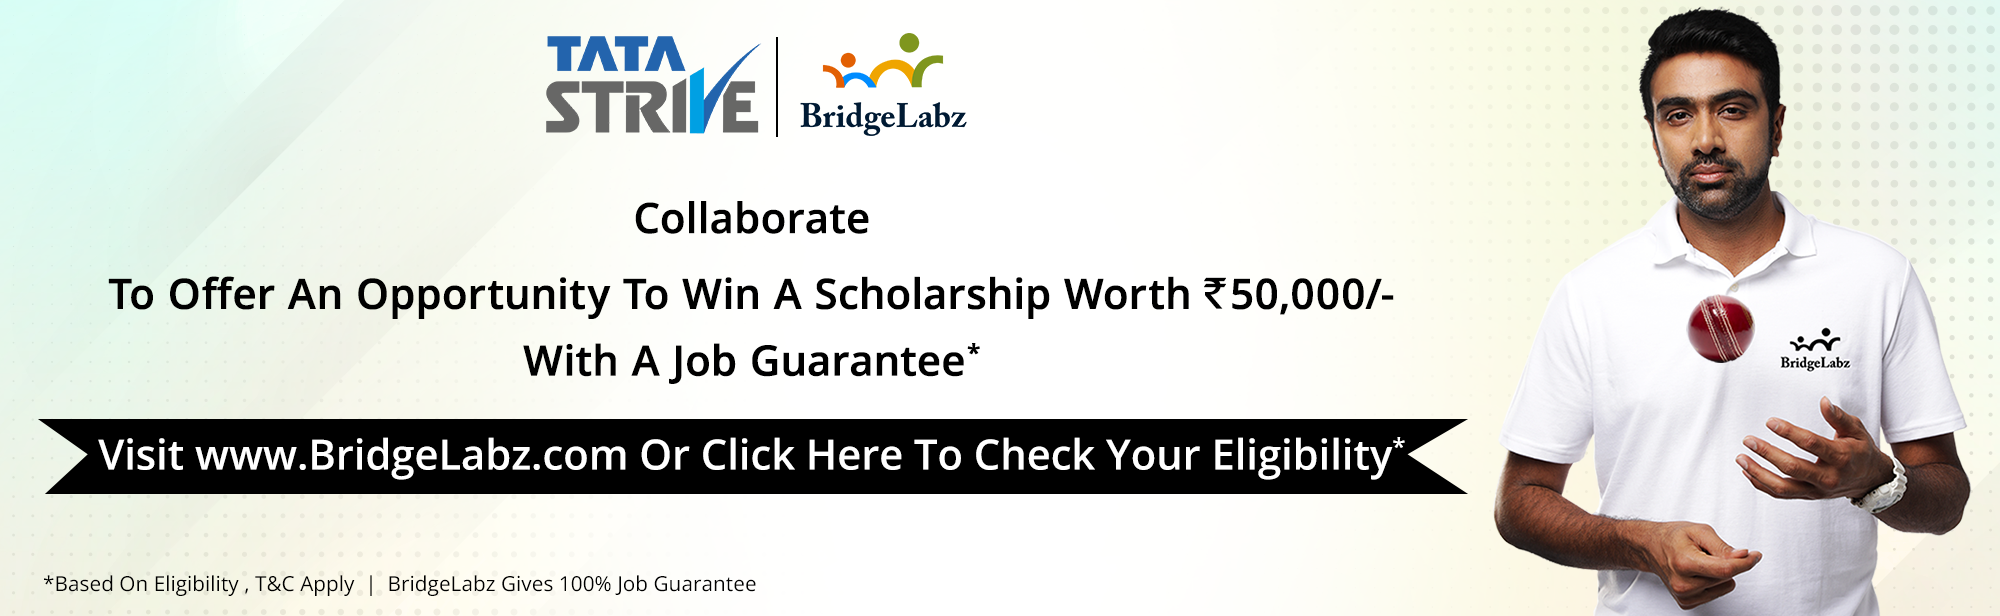 TATA
STRIVE
BridgeLabz
Collaborate
To Offer An Opportunity To Win A Scholarship Worth ₹50,000/-
With A Job Guarantee*
BridgeLabz
Visit www.BridgeLabz.com Or Click Here To Check Your Eligibility*
*Based On Eligibility , T&C Apply | BridgeLabz Gives 100% Job Guarantee